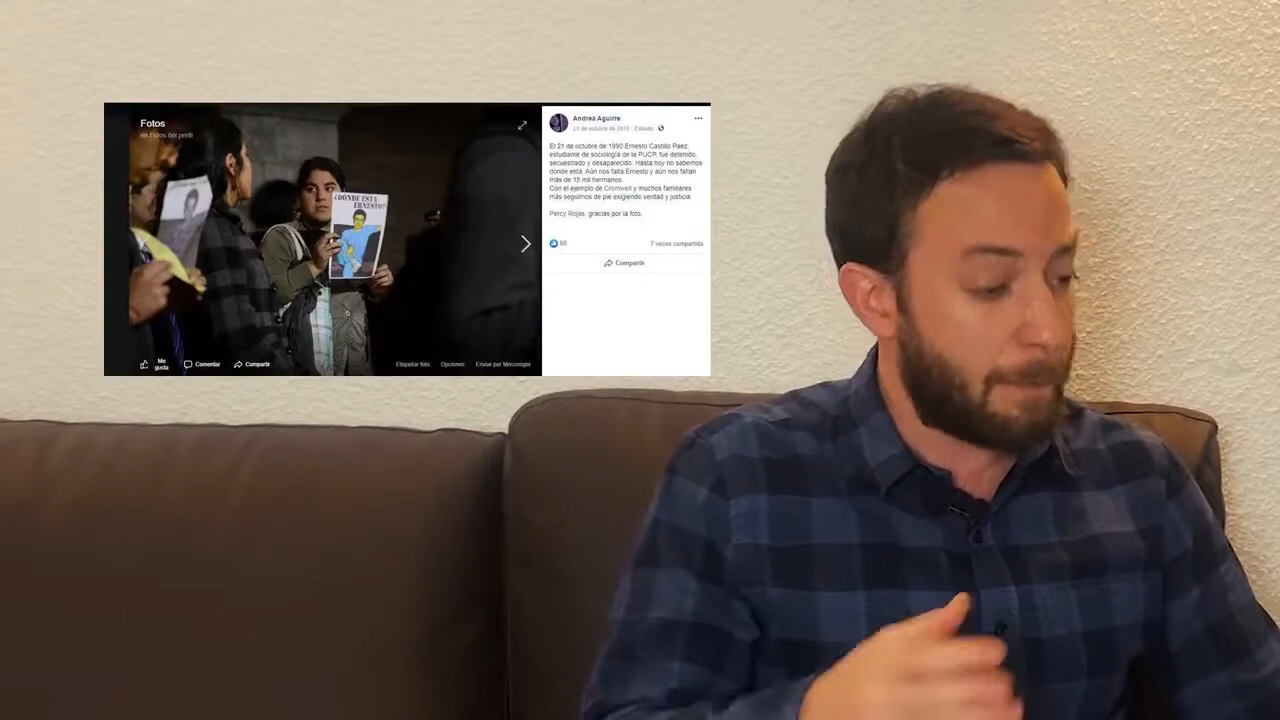 Fotos
en Fotos del perfil
¿DÓNDE ESTÁ
ERNESTO?
Me
gusta
Comentar
Compartir
Etiquetar foto
Opciones
Enviar por Messenger
Andrea Aguirre
21 de octubre de 2019 · Editado
El 21 de octubre de 1990 Ernesto Castillo Páez,
estudiante de sociología de la PUCP, fue detenido,
secuestrado y desaparecido. Hasta hoy no sabemos
donde está. Aún nos falta Ernesto y aún nos faltan
más de 15 mil hermanos.
Con el ejemplo de Cromwell y muchos familiares
más seguimos de pie exigiendo verdad y justicia.
Percy Rojas, gracias por la foto.
68
7 veces compartido
Compartir